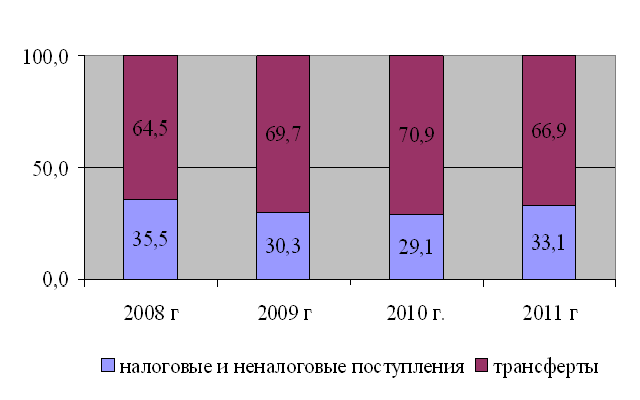 100,0
64,5 69,7 70,9 66,9
50,0
35,5 30,3 29,1 33,1
0,0
2008 г 2009 г 2010 г. 2011 г
налоговые и неналоговые поступления трансферты